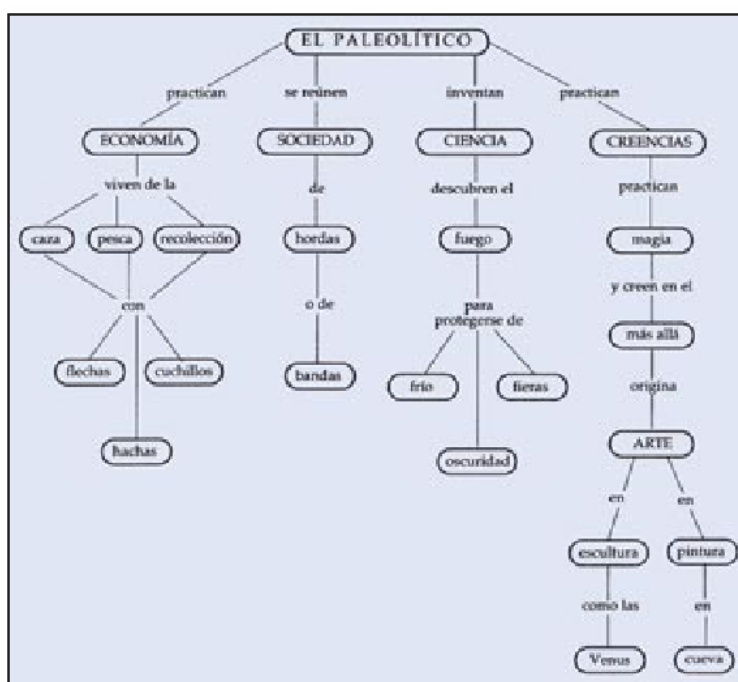 EL PALEOLÍTICO
practican
se reúnen
inventan
practican
ECONOMÍA
SOCIEDAD
CIENCIA
CREENCIAS
viven de la
de
descubren el
practican
caza
pesca
recolección
hordas
fuego
magia
y creen en el
con
o de
para
protegerse de
más allá
flechas
cuchillos
bandas
frío
fieras
origina
hachas
oscuridad
ARTE
en
en
escultura
pintura
como las
en
Venus
cueva